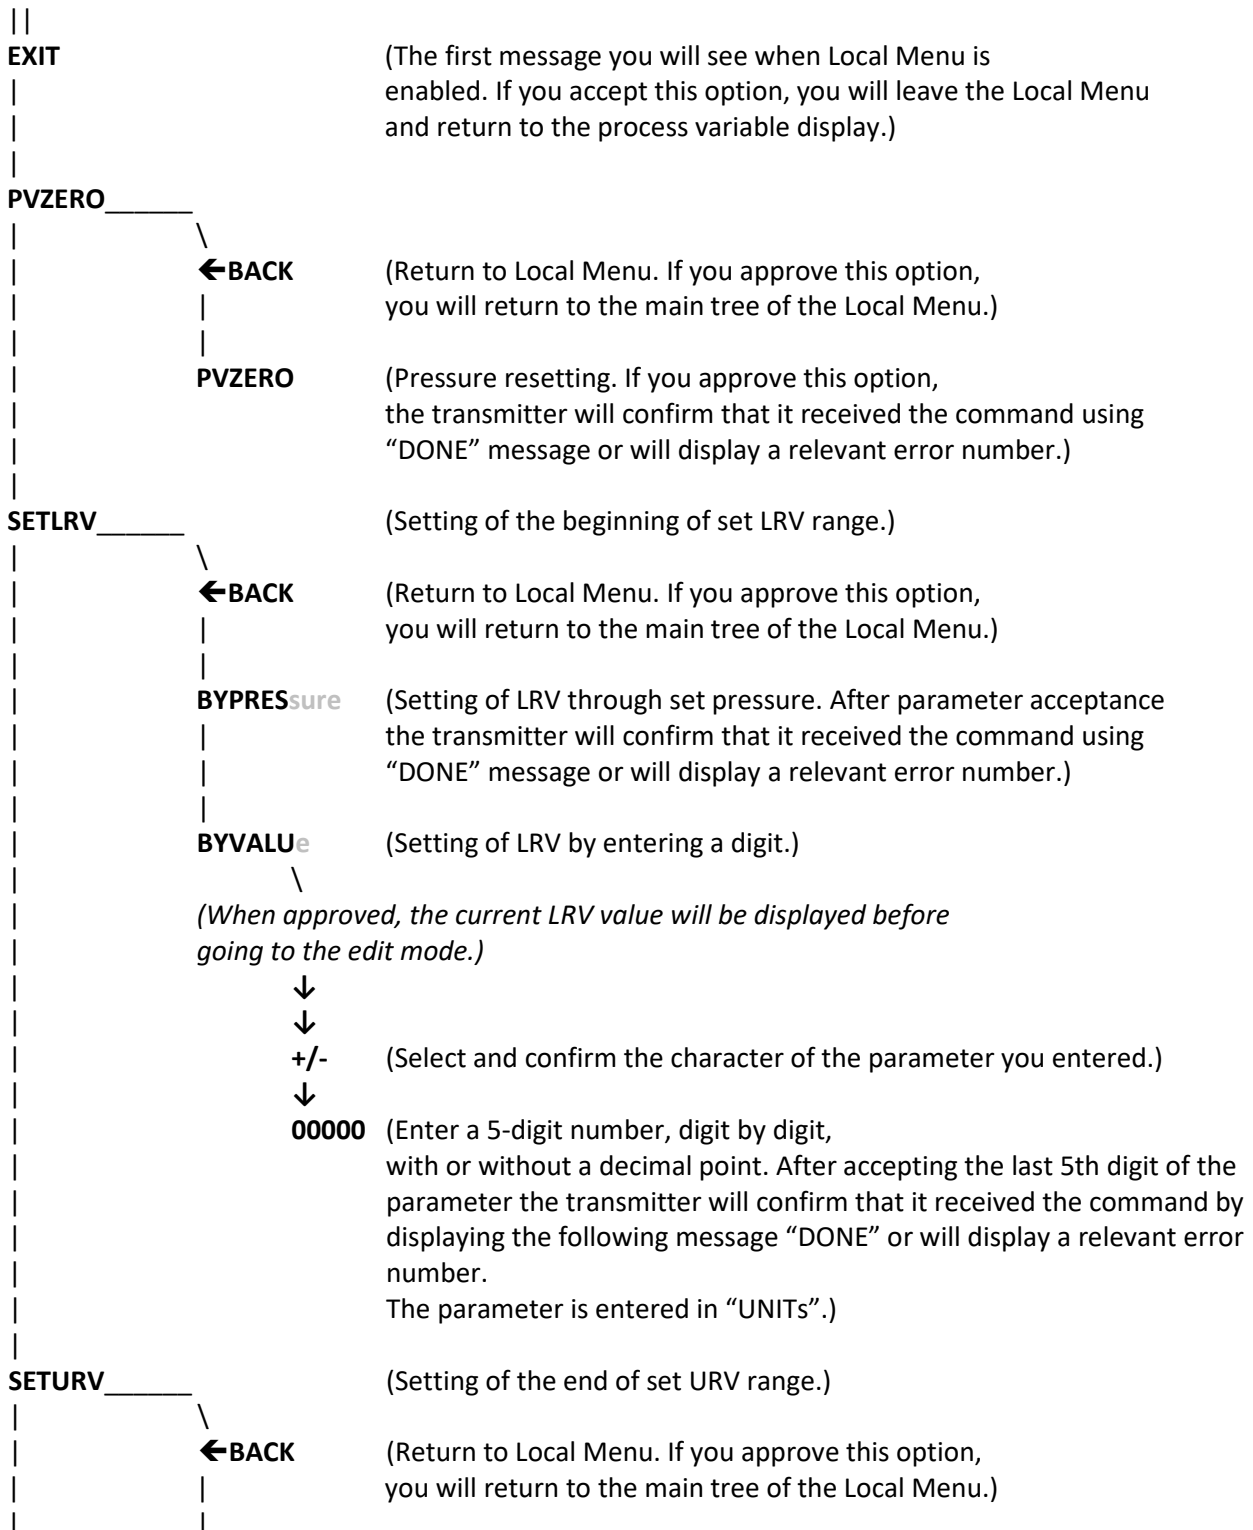 ||
EXIT (The first message you will see when Local Menu is
| enabled. If you accept this option, you will leave the Local Menu
| and return to the process variable display.)
|
PVZERO______
| \
| ←BACK (Return to Local Menu. If you approve this option,
| | you will return to the main tree of the Local Menu.)
| |
| PVZERO (Pressure resetting. If you approve this option,
| the transmitter will confirm that it received the command using
| “DONE” message or will display a relevant error number.)
|
SETLRV______ (Setting of the beginning of set LRV range.)
| \
| ←BACK (Return to Local Menu. If you approve this option,
| | you will return to the main tree of the Local Menu.)
| |
| BYPRESsure (Setting of LRV through set pressure. After parameter acceptance
| | the transmitter will confirm that it received the command using
| | “DONE” message or will display a relevant error number.)
| |
| BYVALUe (Setting of LRV by entering a digit.)
| \
| (When approved, the current LRV value will be displayed before
| going to the edit mode.)
| ↓
| ↓
| +/- (Select and confirm the character of the parameter you entered.)
| ↓
| 00000 (Enter a 5-digit number, digit by digit,
| with or without a decimal point. After accepting the last 5th digit of the
| parameter the transmitter will confirm that it received the command by
| displaying the following message “DONE” or will display a relevant error
| number.
| The parameter is entered in “UNITs”.)
|
SETURV______ (Setting of the end of set URV range.)
| \
| ←BACK (Return to Local Menu. If you approve this option,
| | you will return to the main tree of the Local Menu.)
| |